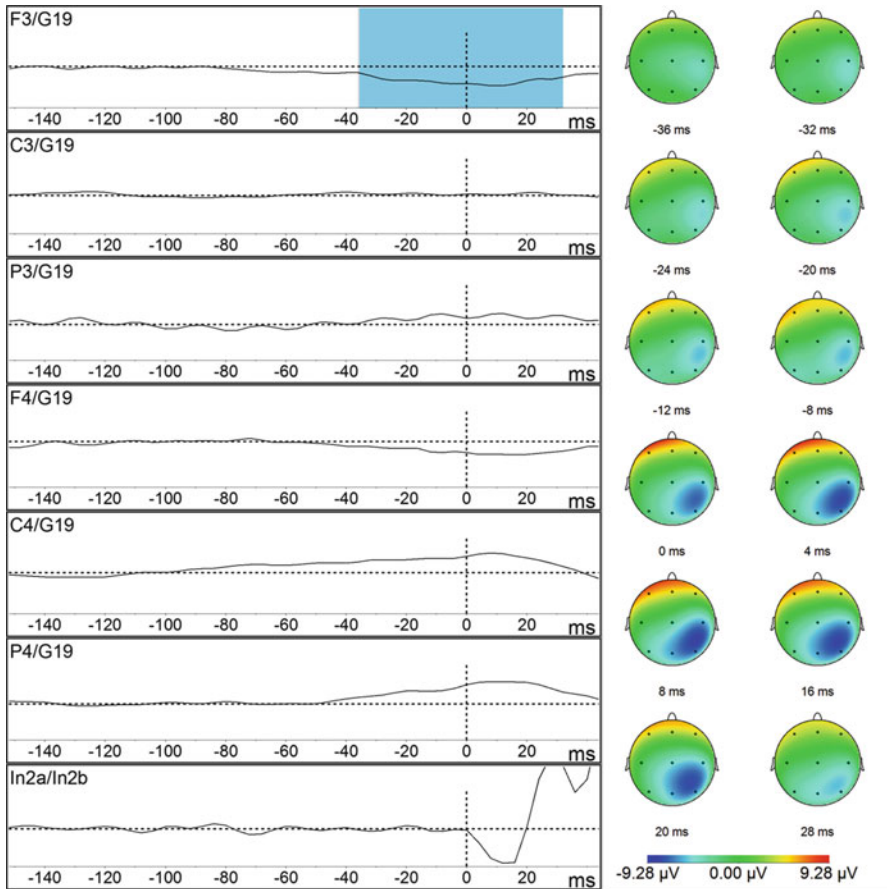 F3/G19
-140 -120 -100 -80 -60 -40 -20 0 20 ms
C3/G19
-140 -120 -100 -80 -60 -40 -20 0 20 ms
P3/G19
-140 -120 -100 -80 -60 -40 -20 0 20 ms
F4/G19
-140 -120 -100 -80 -60 -40 -20 0 20 ms
C4/G19
-140 -120 -100 -80 -60 -40 -20 0 20 ms
P4/G19
-140 -120 -100 -80 -60 -40 -20 0 20 ms
In2a/In2b
-140 -120 -100 -80 -60 -40 -20 0 20 ms
-36 ms -32 ms
-24 ms -20 ms
-12 ms -8 ms
0 ms 4 ms
8 ms 16 ms
20 ms 28 ms
-9.28 µV 0.00 µV 9.28 µV